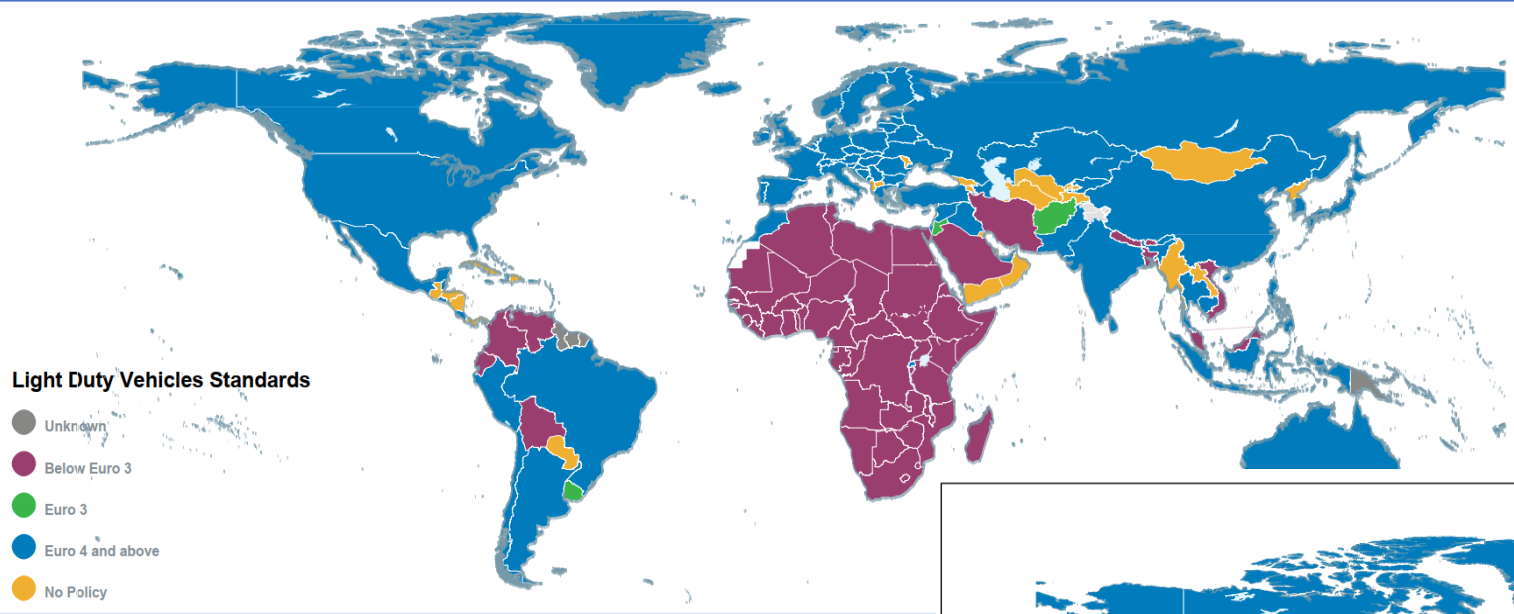 Light Duty Vehicles Standards
Unknown
Below Euro 3
Euro 3
Euro 4 and above
No Policy